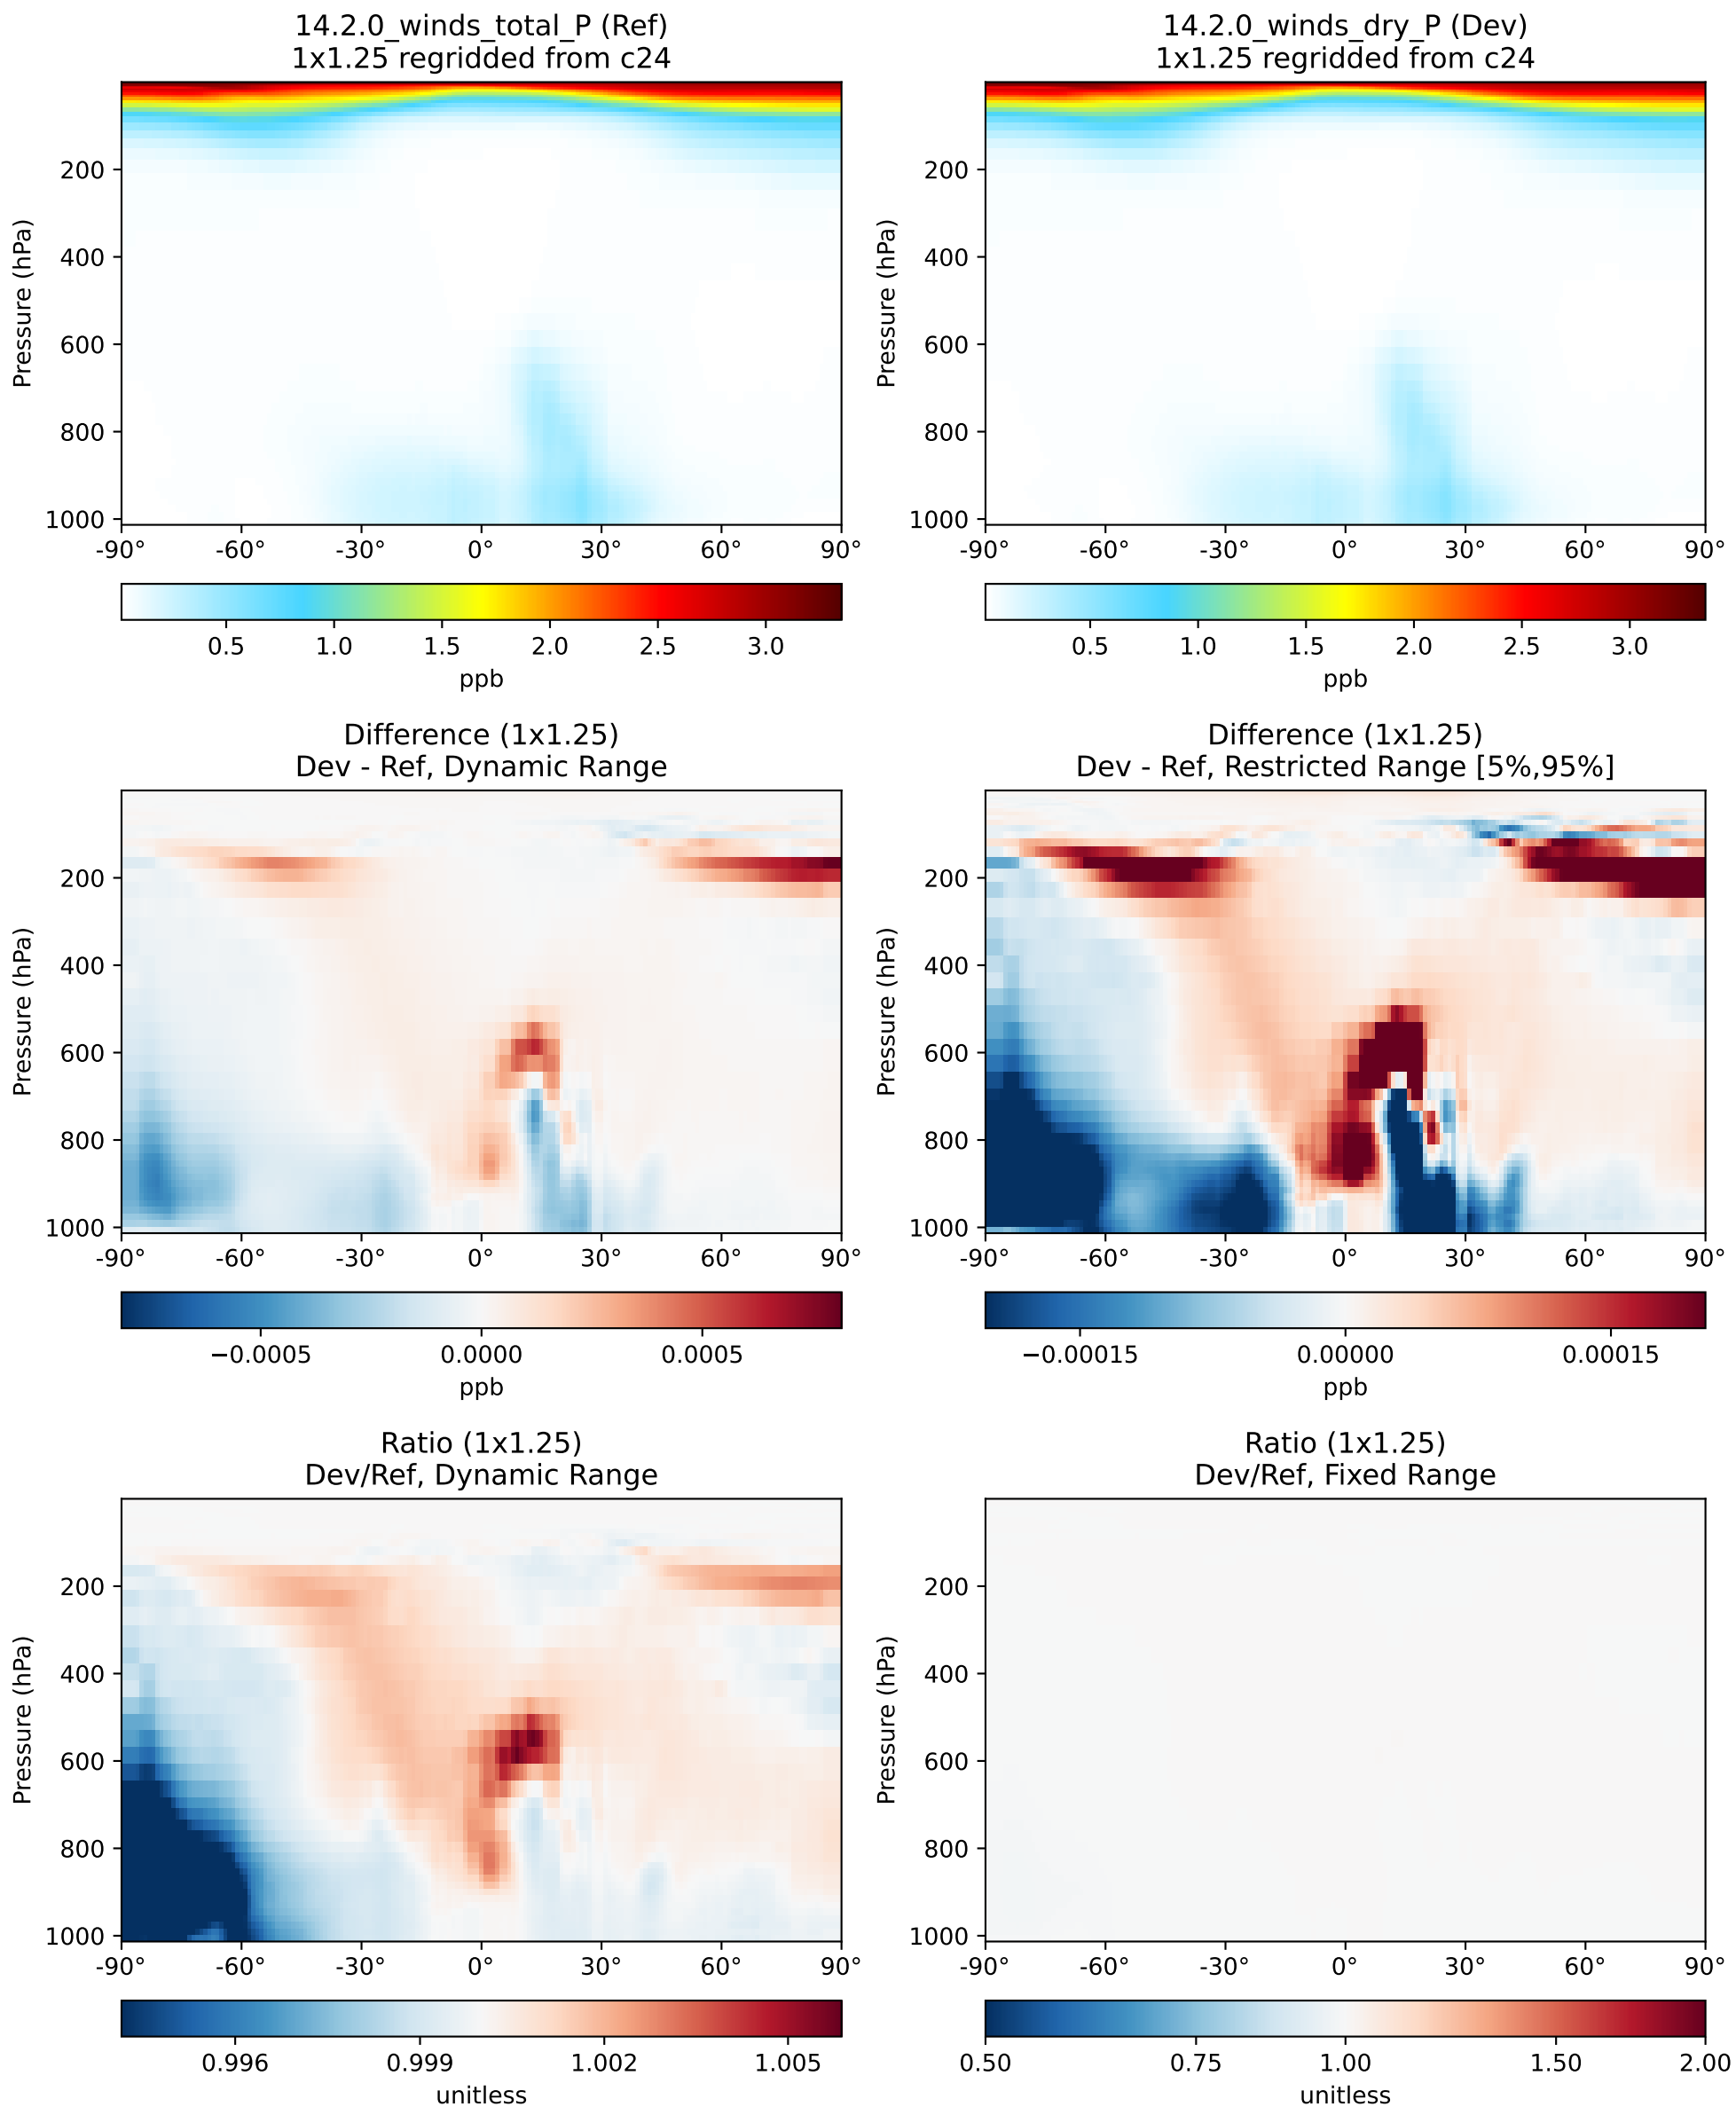 14.2.0_winds_total_P (Ref)
1x1.25 regridded from c24
Pressure (hPa)
200
400
600
800
1000
-90° -60° -30° 0° 30° 60° 90°
0.5 1.0 1.5 2.0 2.5 3.0
ppb
14.2.0_winds_dry_P (Dev)
1x1.25 regridded from c24
Pressure (hPa)
200
400
600
800
1000
-90° -60° -30° 0° 30° 60° 90°
0.5 1.0 1.5 2.0 2.5 3.0
ppb
Difference (1x1.25)
Dev - Ref, Dynamic Range
Pressure (hPa)
200
400
600
800
1000
-90° -60° -30° 0° 30° 60° 90°
−0.0005 0.0000 0.0005
ppb
Difference (1x1.25)
Dev - Ref, Restricted Range [5%,95%]
Pressure (hPa)
200
400
600
800
1000
-90° -60° -30° 0° 30° 60° 90°
−0.00015 0.00000 0.00015
ppb
Ratio (1x1.25)
Dev/Ref, Dynamic Range
Pressure (hPa)
200
400
600
800
1000
-90° -60° -30° 0° 30° 60° 90°
0.996 0.999 1.002 1.005
unitless
Ratio (1x1.25)
Dev/Ref, Fixed Range
Pressure (hPa)
200
400
600
800
1000
-90° -60° -30° 0° 30° 60° 90°
0.50 0.75 1.00 1.50 2.00
unitless